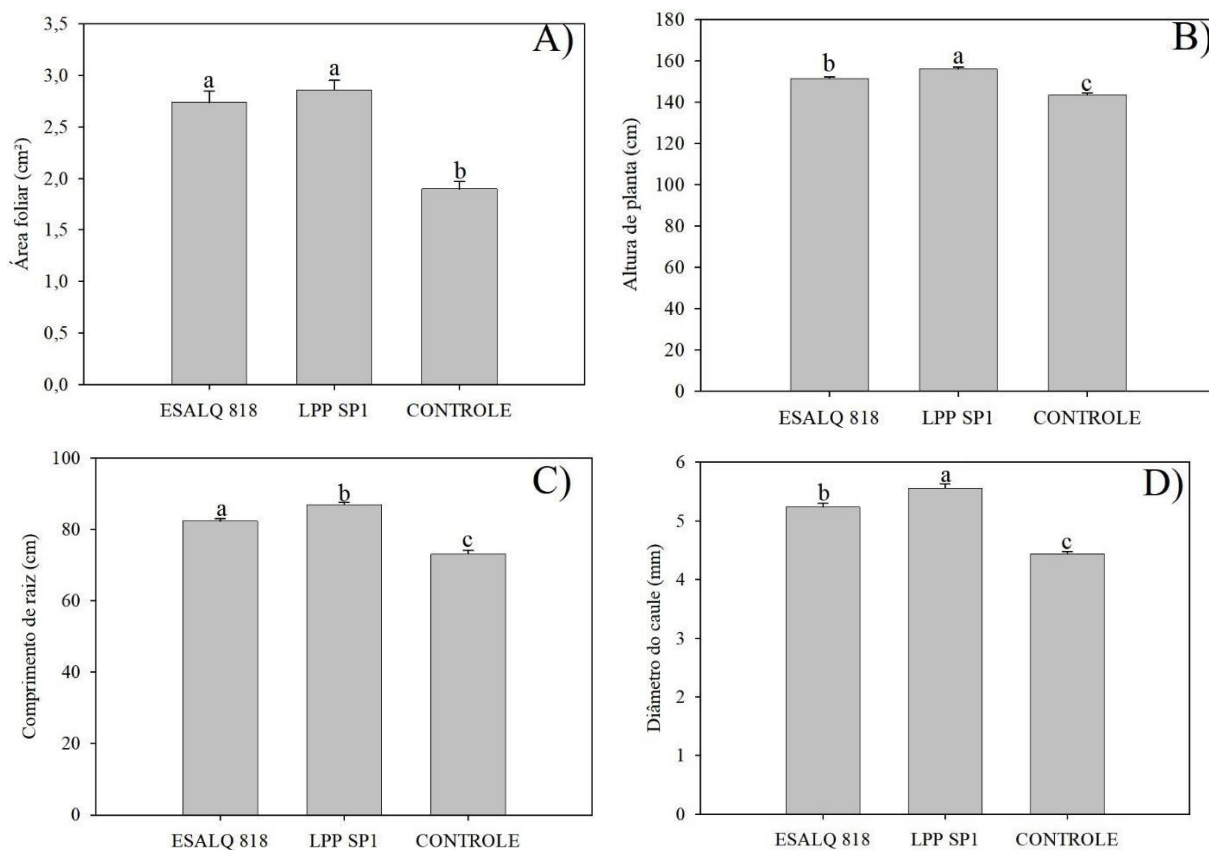 A)
Área foliar (cm²)
3,5
3,0
2,5
2,0
1,5
1,0
0,5
0,0
a
a
b
ESALQ 818
LPP SP1
CONTROLE
B)
Altura de planta (cm)
180
160
140
120
100
80
60
40
20
0
b
a
c
ESALQ 818
LPP SP1
CONTROLE
C)
Comprimento de raiz (cm)
100
80
60
40
20
0
a
b
c
ESALQ 818
LPP SP1
CONTROLE
D)
Diâmetro do caule (mm)
6
5
4
3
2
1
0
b
a
c
ESALQ 818
LPP SP1
CONTROLE